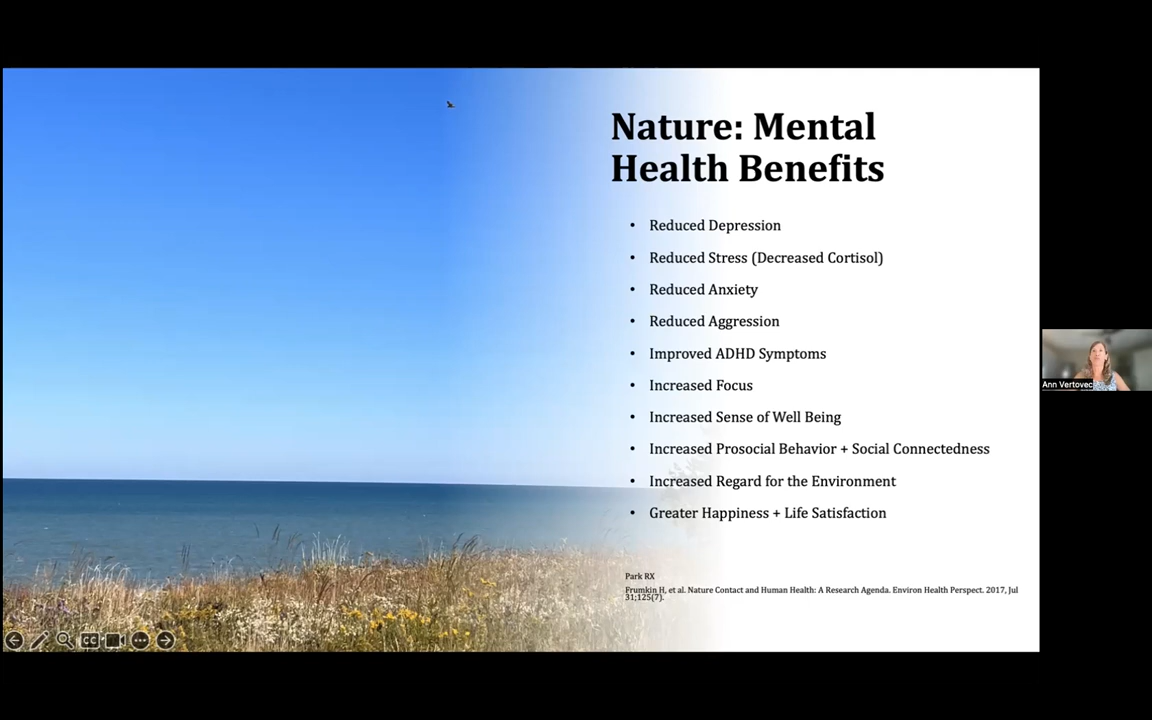 Nature: Mental
Health Benefits
• Reduced Depression
• Reduced Stress (Decreased Cortisol)
• Reduced Anxiety
• Reduced Aggression
• Improved ADHD Symptoms
• Increased Focus
• Increased Sense of Well Being
• Increased Prosocial Behavior + Social Connectedness
• Increased Regard for the Environment
• Greater Happiness + Life Satisfaction
Park RX
Frumkin H, et al. Nature Contact and Human Health: A Research Agenda. Environ Health Perspect. 2017, Jul
31;125(7).
CC
Ann Vertovec